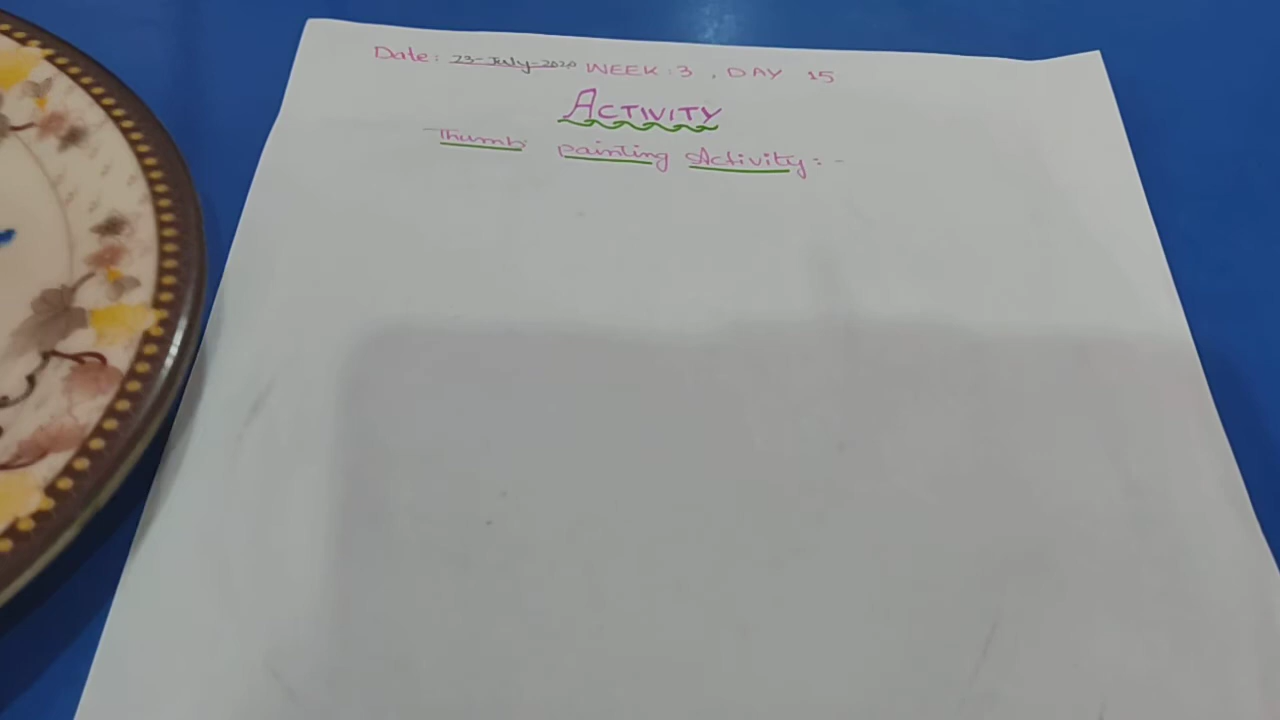 Date: 23-July-2020 WEEK:3, DAY 15
ACTIVITY
Thumb painting Activity:-